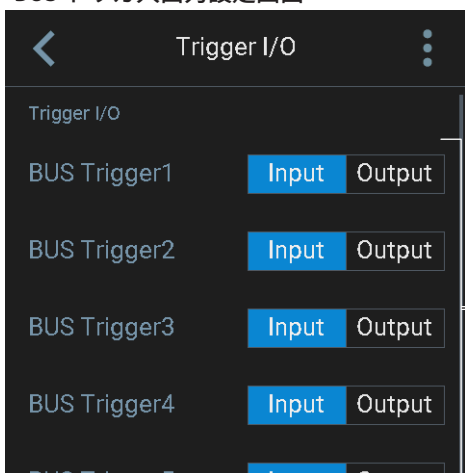 Trigger I/O
Trigger I/O
BUS Trigger1 Input Output
BUS Trigger2 Input Output
BUS Trigger3 Input Output
BUS Trigger4 Input Output